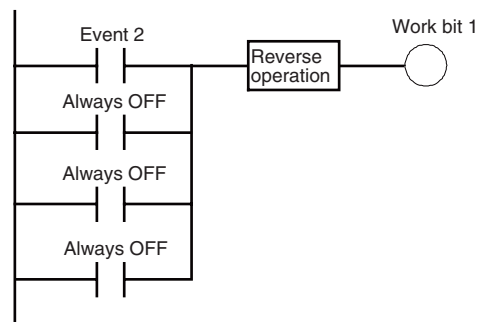 Work bit 1
Event 2
Reverse
operation
Always OFF
Always OFF
Always OFF